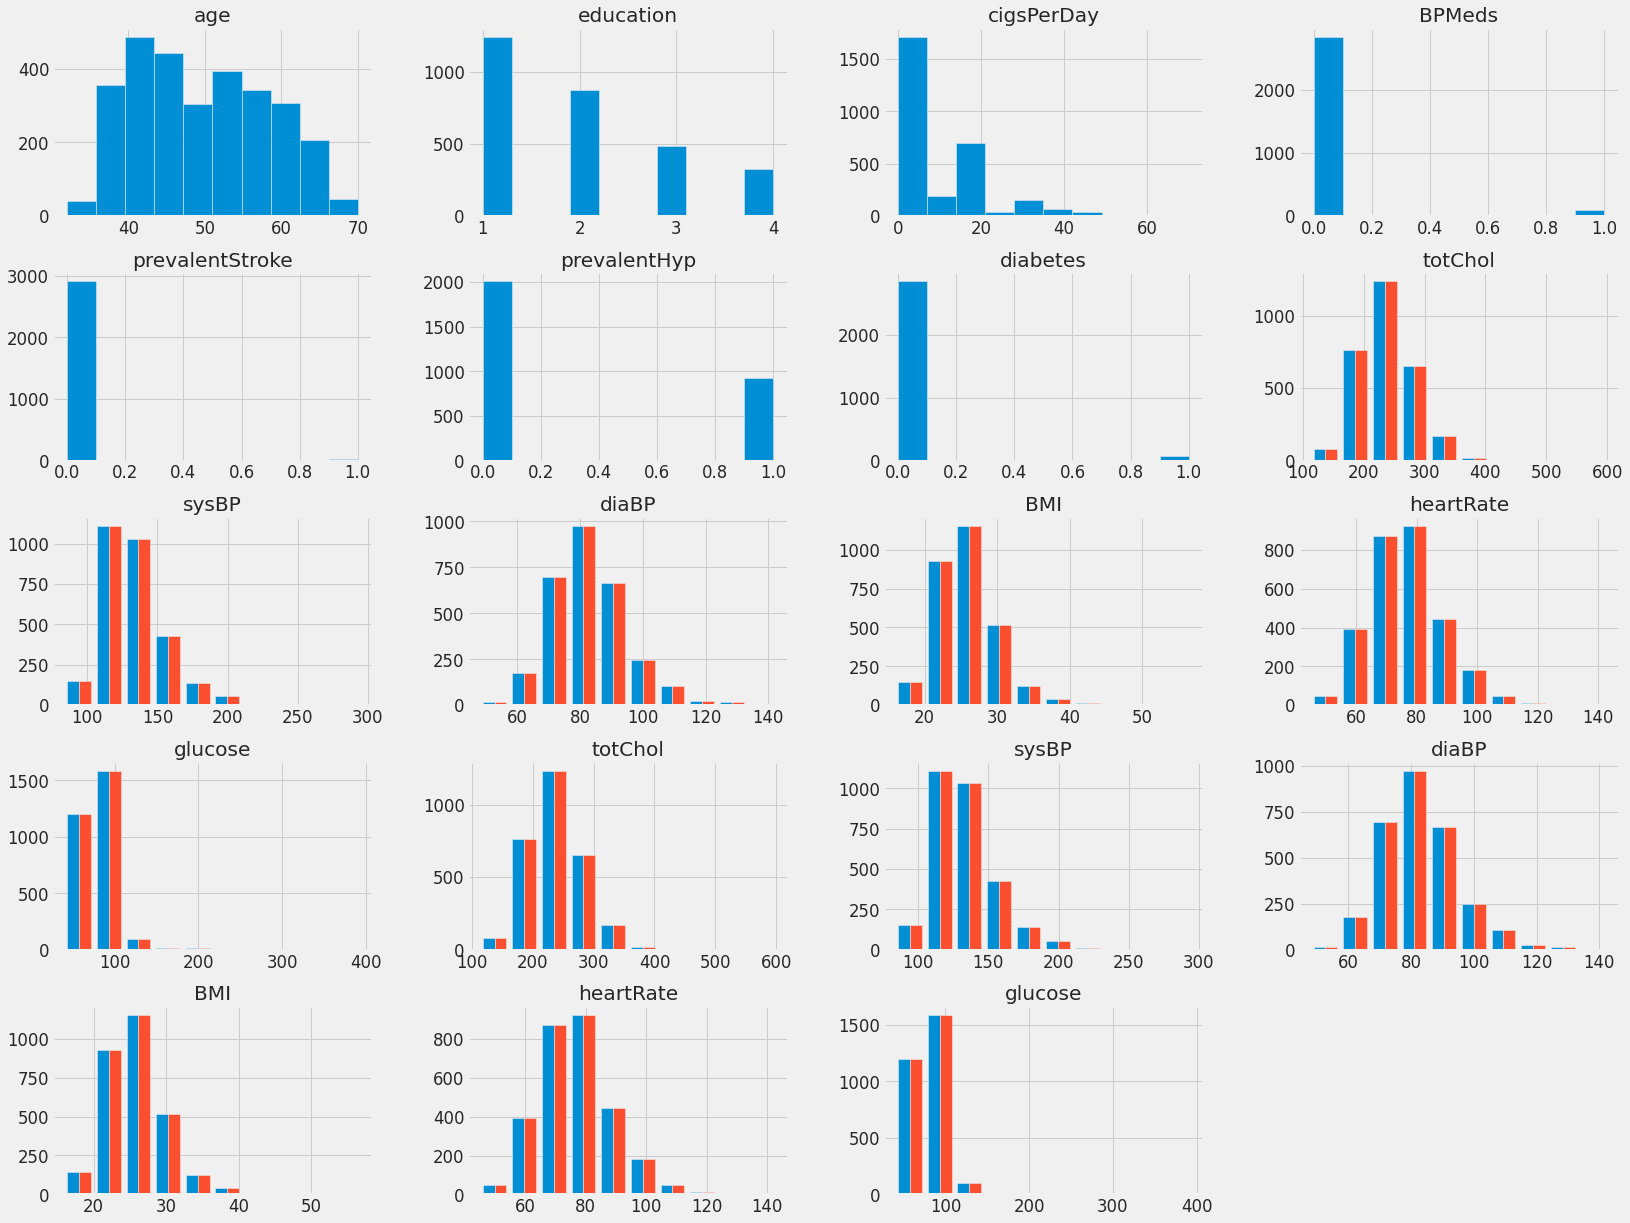 age education cigsPerDay BPMeds
400 200 0 40 50 60 70
1000 500 0 1 2 3 4
1500 1000 500 0 0 20 40 60
2000 1000 0 0.0 0.2 0.4 0.6 0.8 1.0
prevalentStroke prevalentHyp diabetes totChol
3000 2000 1000 0 0.0 0.2 0.4 0.6 0.8 1.0
2000 1500 1000 500 0 0.0 0.2 0.4 0.6 0.8 1.0
2000 1000 0 0.0 0.2 0.4 0.6 0.8 1.0
1000 500 0 100 200 300 400 500 600
sysBP diaBP BMI heartRate
1000 750 500 250 0 100 150 200 250 300
1000 750 500 250 0 60 80 100 120 140
1000 750 500 250 0 20 30 40 50
800 600 400 200 0 60 80 100 120 140
glucose totChol sysBP diaBP
1500 1000 500 0 100 200 300 400
1000 500 0 100 200 300 400 500 600
1000 750 500 250 0 100 150 200 250 300
1000 750 500 250 0 60 80 100 120 140
BMI heartRate glucose
1000 750 500 250 0 20 30 40 50
800 600 400 200 0 60 80 100 120 140
1500 1000 500 0 100 200 300 400